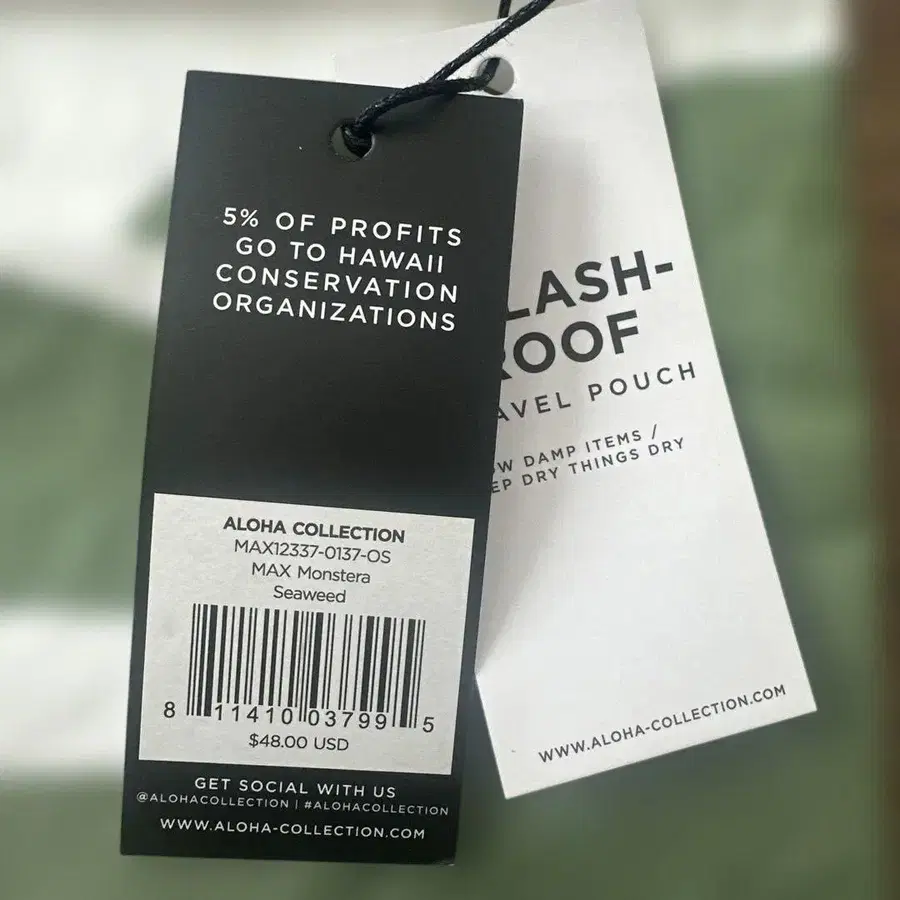 5% OF PROFITS
GO TO HAWAII
CONSERVATION
ORGANIZATIONS
ALOHA COLLECTION
MAX12337-0137-OS
MAX Monstera
Seaweed
8 11410 03799 5
$48.00 USD
GET SOCIAL WITH US
@ALOHACOLLECTION | #ALOHACOLLECTION
WWW.ALOHA-COLLECTION.COM
LASH-
ROOF
AVEL POUCH
OW DAMP ITEMS /
EP DRY THINGS DRY
WWW.ALOHA-COLLECTION.COM